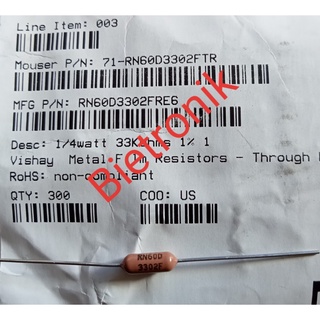 Line Item: 003
Mouser P/N: 71-RN60D3302FTR
MFG P/N: RN60D3302FRE6
Desc: 1/4watt 33KOhms 1% 1
Vishay Metal Film Resistors - Through
RoHS: non-compliant
QTY: 300 COO: US
Bietronik
RN60D
3302F